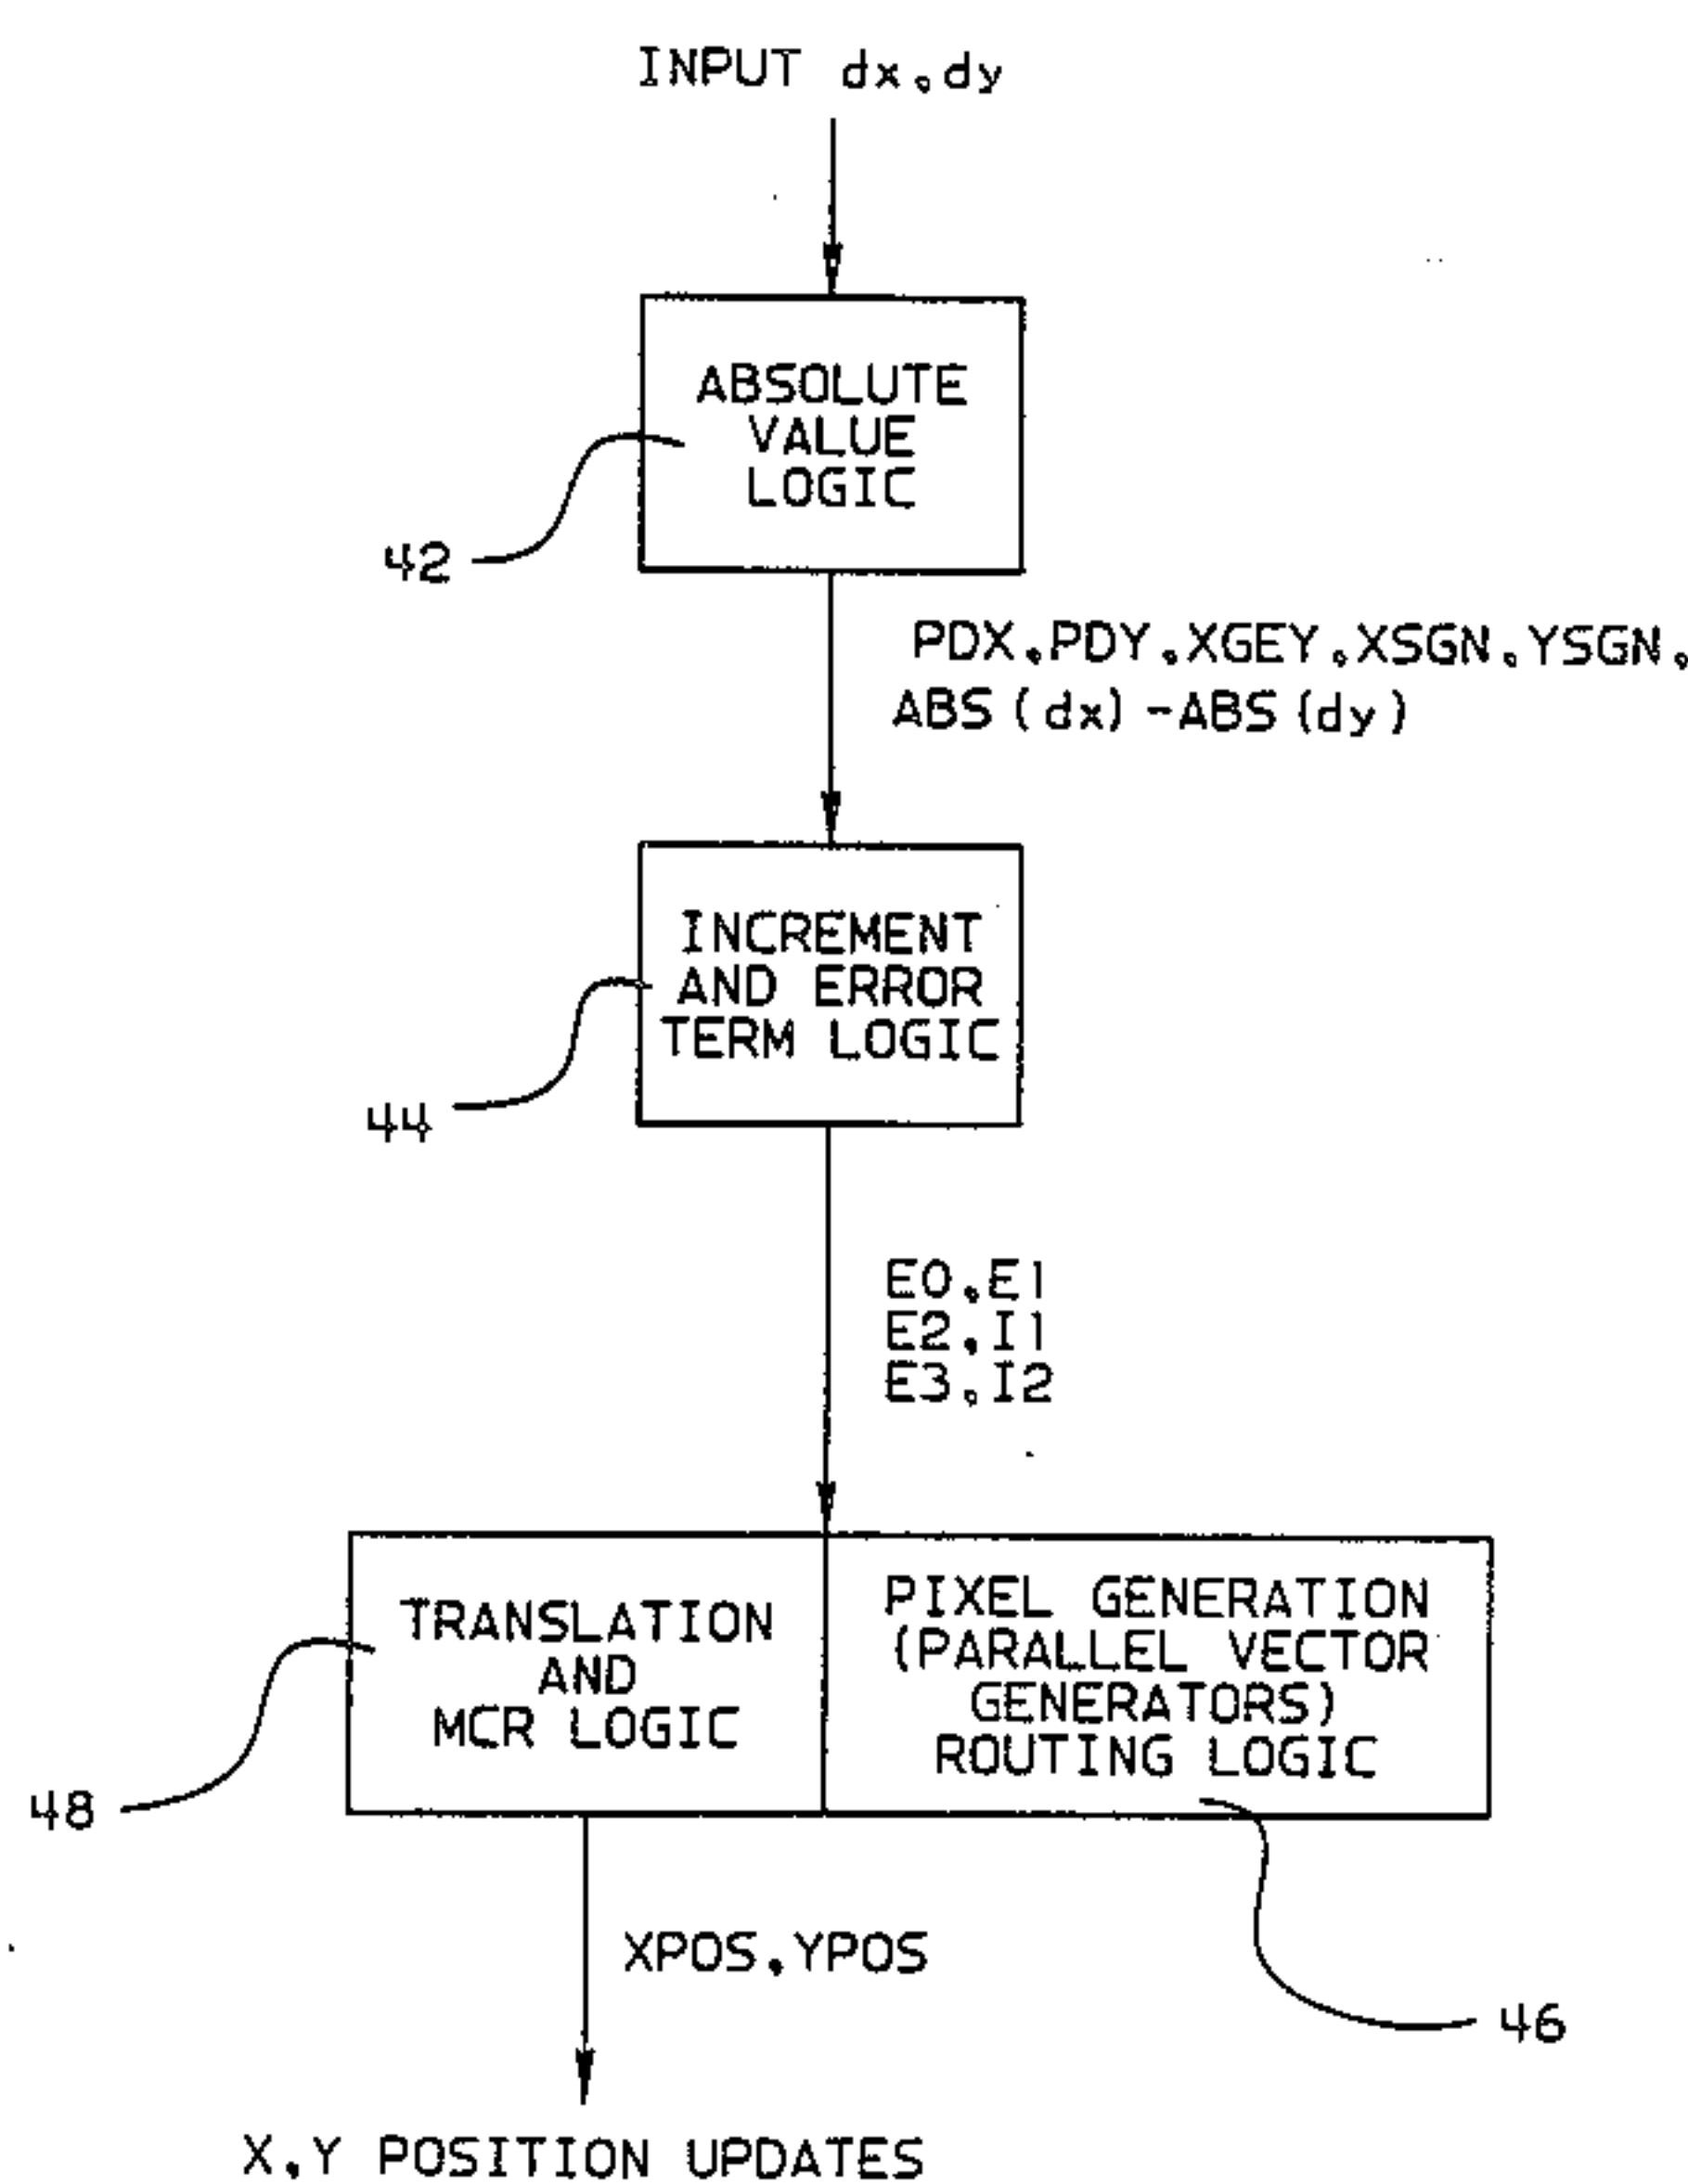 INPUT dx,dy
ABSOLUTE
VALUE
LOGIC
42
PDX,PDY,XGEY,XSGN,YSGN,
ABS(dx)-ABS(dy)
INCREMENT
AND ERROR
TERM LOGIC
44
E0,E1
E2,I1
E3,I2
TRANSLATION
AND
MCR LOGIC
48
PIXEL GENERATION
(PARALLEL VECTOR
GENERATORS)
ROUTING LOGIC
46
XPOS,YPOS
X,Y POSITION UPDATES